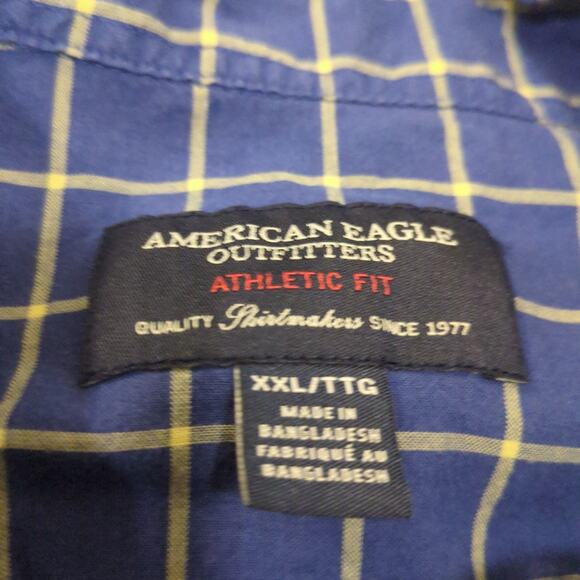 AMERICAN EAGLE
OUTFITTERS
ATHLETIC FIT
QUALITY Shirtmakers SINCE 1977
XXL/TTG
MADE IN
BANGLADESH
FABRIQUÉ AU
BANGLADESH